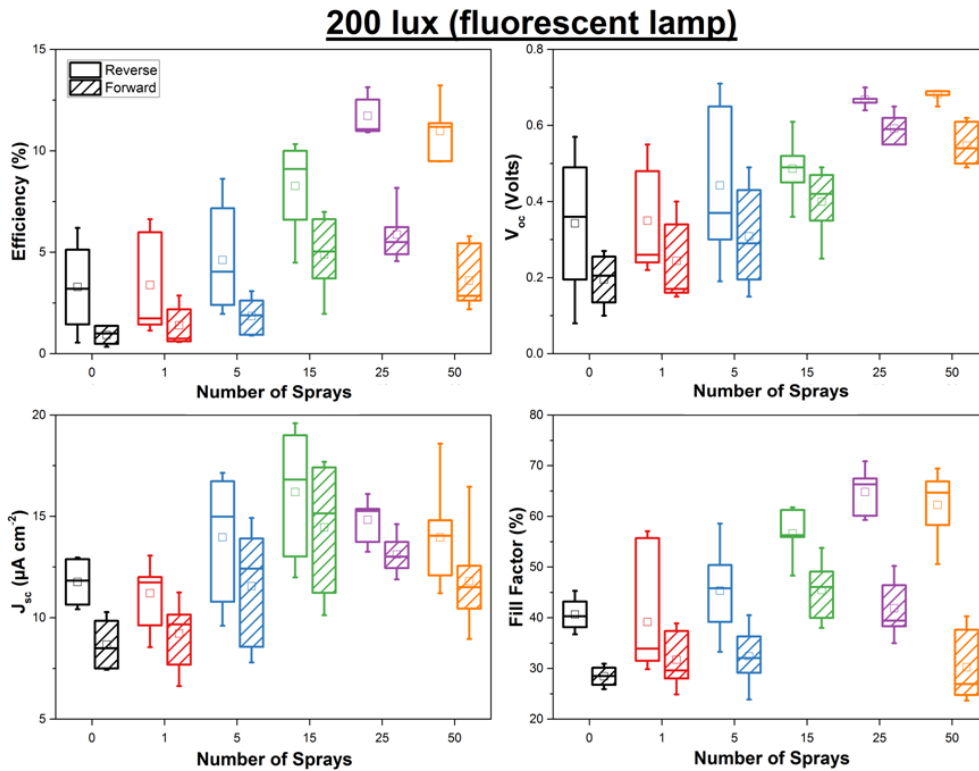 200 lux (fluorescent lamp)
15
10
5
0
Efficiency (%)
Reverse
Forward
0 1 5 15 25 50
Number of Sprays
0.8
0.6
0.4
0.2
0.0
Voc (Volts)
0 1 5 15 25 50
Number of Sprays
20
15
10
5
Jsc (µA cm-2)
0 1 5 15 25 50
Number of Sprays
80
70
60
50
40
30
20
Fill Factor (%)
0 1 5 15 25 50
Number of Sprays